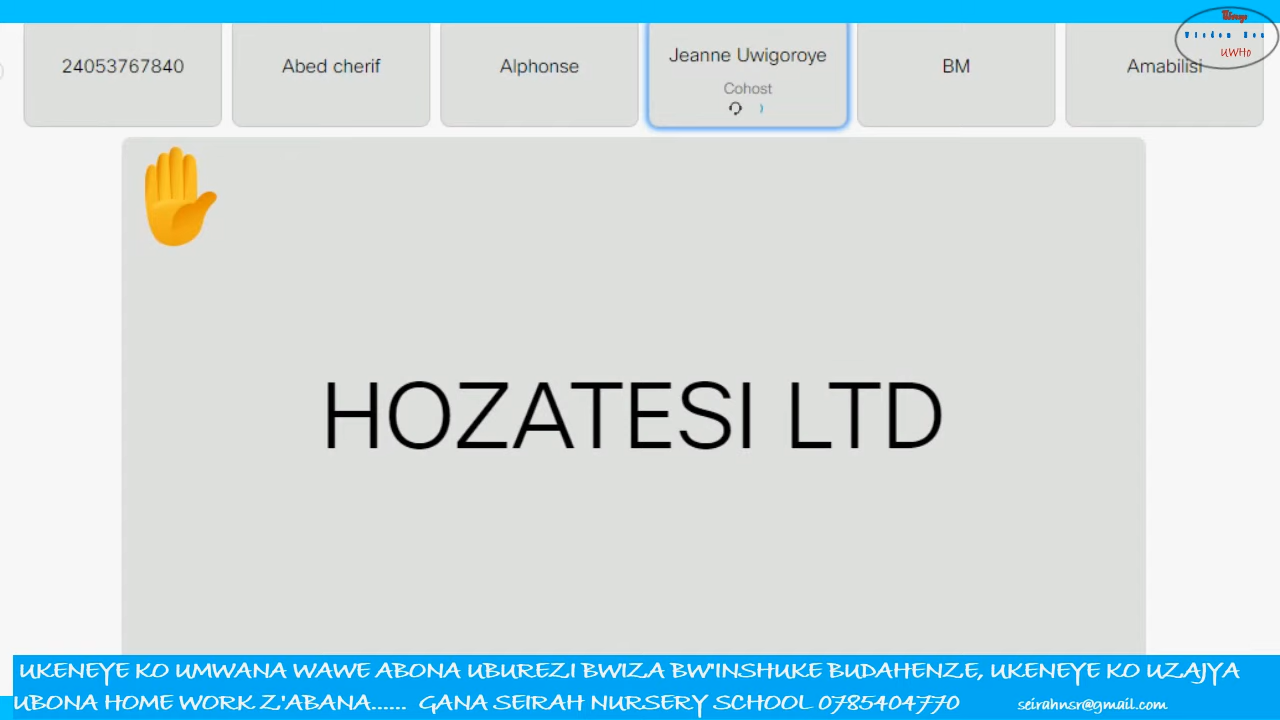 24053767840
Abed cherif
Alphonse
Jeanne Uwigoroye
Cohost
BM
Amabilisi
UWHo
HOZATESI LTD
UKENEYE KO UMWANA WAWE ABONA UBUREZI BWIZA BW'INSHUKE BUDAHENZE, UKENEYE KO UZAJYA
UBONA HOME WORK Z'ABANA...... GANA SEIRAH NURSERY SCHOOL 0785404770 seirahnsr@gmail.com